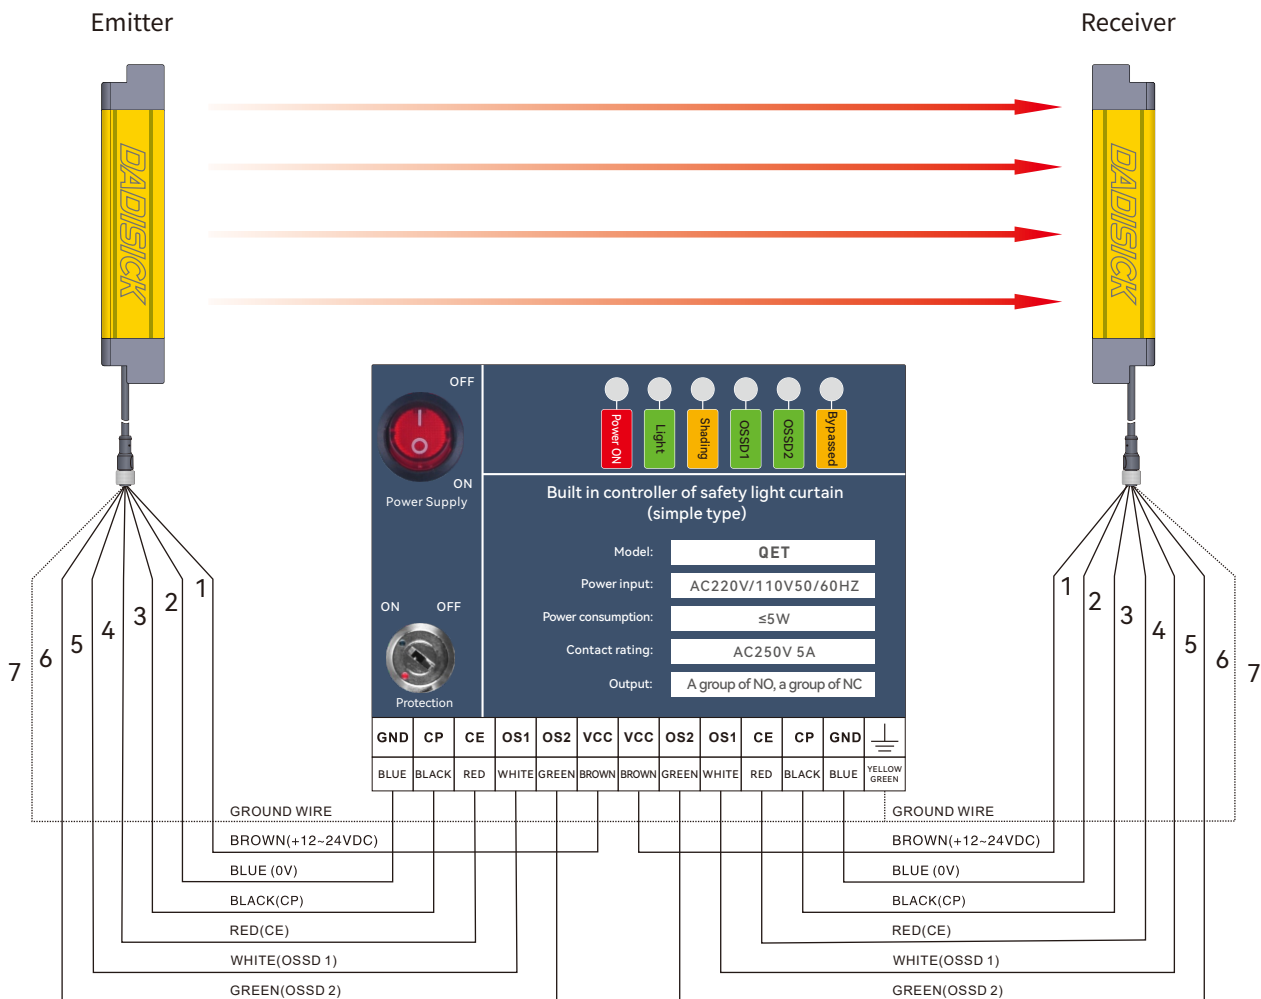 Emitter
Receiver
DADISICK
DADISICK
OFF
ON
Power Supply
Power ON
Light
Shading
OSSD1
OSSD2
Bypassed
Built in controller of safety light curtain
(simple type)
Model: QET
Power input: AC220V/110V50/60HZ
Power consumption: ≤5W
Contact rating: AC250V 5A
Output: A group of NO, a group of NC
ON OFF
Protection
GND CP CE OS1 OS2 VCC VCC OS2 OS1 CE CP GND
BLUE BLACK RED WHITE GREEN BROWN BROWN GREEN WHITE RED BLACK BLUE YELLOW GREEN
7 6 5 4 3 2 1
1 2 3 4 5 6 7
GROUND WIRE
BROWN(+12~24VDC)
BLUE (0V)
BLACK(CP)
RED(CE)
WHITE(OSSD 1)
GREEN(OSSD 2)
GROUND WIRE
BROWN(+12~24VDC)
BLUE (0V)
BLACK(CP)
RED(CE)
WHITE(OSSD 1)
GREEN(OSSD 2)